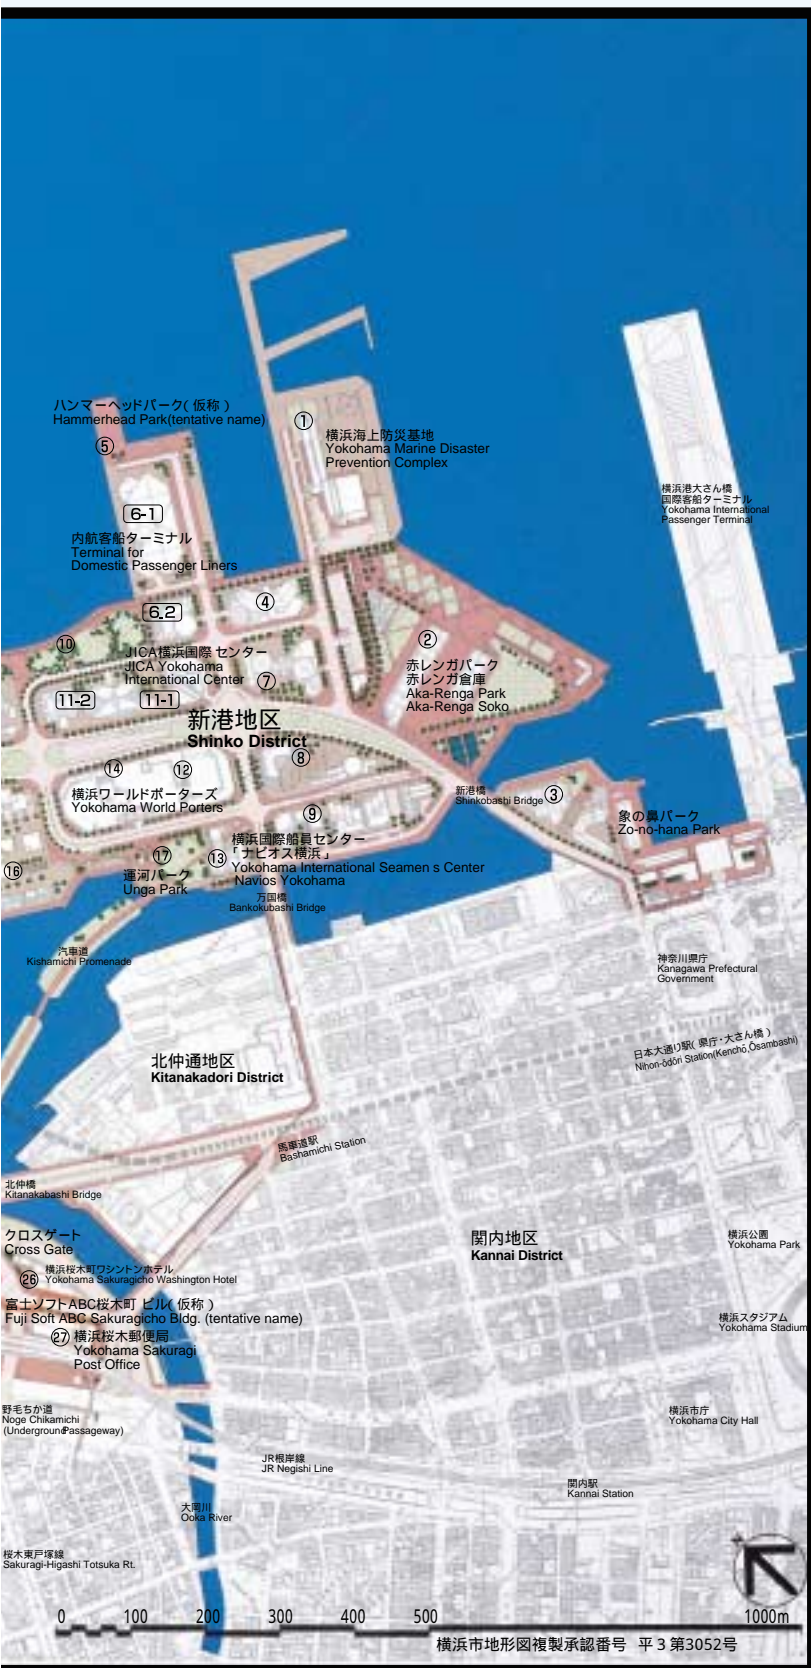 ハンマーヘッドパーク( 仮称 )
Hammerhead Park(tentative name)
⑤
①
横浜海上防災基地
Yokohama Marine Disaster
Prevention Complex
横浜港大さん橋
国際客船ターミナル
Yokohama International
Passenger Terminal
6-1
内航客船ターミナル
Terminal for
Domestic Passenger Liners
6-2
④
⑩
②
赤レンガパーク
赤レンガ倉庫
Aka-Renga Park
Aka-Renga Soko
JICA横浜国際 センター
JICA Yokohama
International Center
⑦
11-2
11-1
新港地区
Shinko District
⑧
⑭
⑫
横浜ワールドポーターズ
Yokohama World Porters
新港橋
Shinkobashi Bridge
③
⑨
象の鼻パーク
Zo-no-hana Park
⑬
横浜国際船員センター
「ナビオス横浜」
Yokohama International Seamen s Center
Navios Yokohama
⑰
運河パーク
Unga Park
⑯
万国橋
Bankokubashi Bridge
汽車道
Kishamichi Promenade
神奈川県庁
Kanagawa Prefectural
Government
日本大通り駅( 県庁・大さん橋 )
Nihon-ōdōri Station(Kenchō,Ōsambashi)
北仲通地区
Kitanakadori District
馬車道駅
Bashamichi Station
北仲橋
Kitanakabashi Bridge
クロスゲート
Cross Gate
㉖
横浜桜木町ワシントンホテル
Yokohama Sakuragicho Washington Hotel
関内地区
Kannai District
横浜公園
Yokohama Park
富士ソフトABC桜木町 ビル( 仮称 )
Fuji Soft ABC Sakuragicho Bldg. (tentative name)
㉗
横浜桜木郵便局
Yokohama Sakuragi
Post Office
横浜スタジアム
Yokohama Stadium
野毛ちか道
Noge Chikamichi
(UndergroundPassageway)
横浜市庁
Yokohama City Hall
JR根岸線
JR Negishi Line
関内駅
Kannai Station
大岡川
Ooka River
桜木東戸塚線
Sakuragi-Higashi Totsuka Rt.
0 100 200 300 400 500 1000m
横浜市地形図複製承認番号 平３第3052号